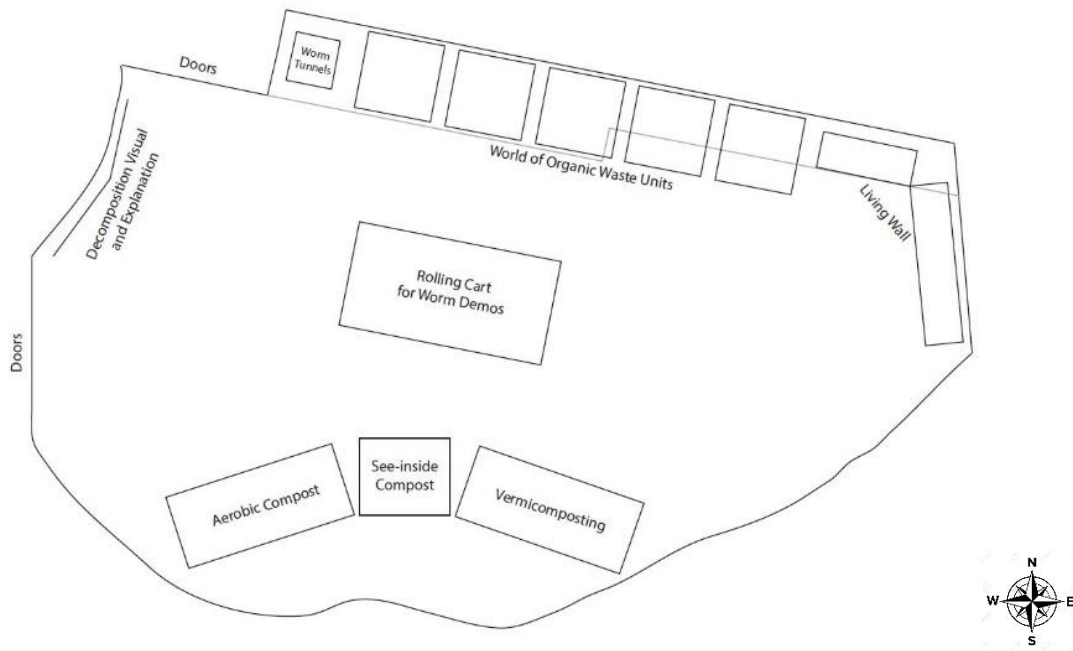 Doors
Worm
Tunnels
World of Organic Waste Units
Decomposition Visual
and Explanation
Living Wall
Rolling Cart
for Worm Demos
Doors
See-inside
Compost
Aerobic Compost
Vermicomposting
N
W
E
S